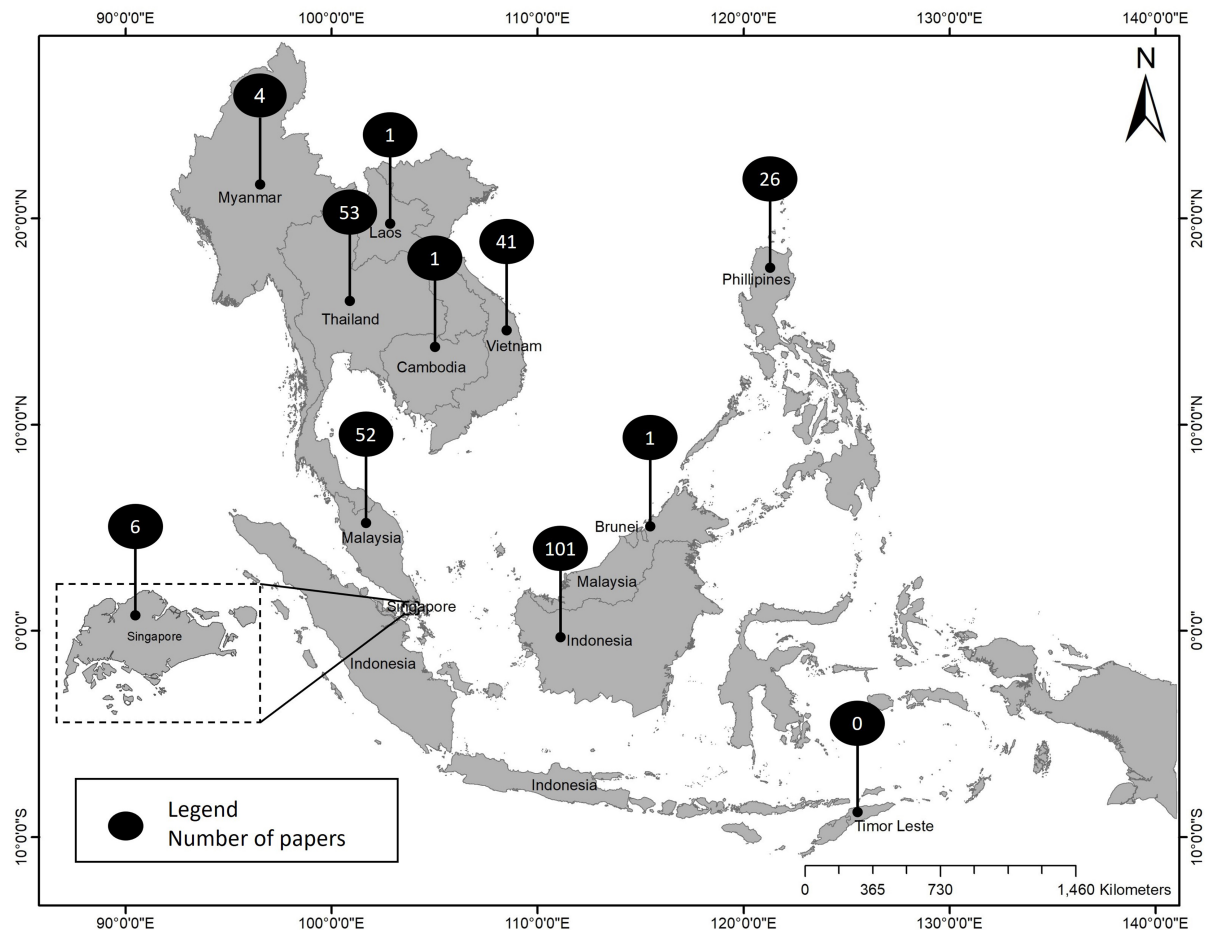 90°0'0"E 100°0'0"E 110°0'0"E 120°0'0"E 130°0'0"E 140°0'0"E
N
4
1
26
Myanmar
53
20°0'0"N
20°0'0"N
Laos
41
1
Phillipines
Thailand
Vietnam
Cambodia
10°0'0"N
10°0'0"N
52
1
6
Malaysia
Brunei
101
Malaysia
Singapore
Singapore
Indonesia
0°0'0"
0°0'0"
Indonesia
0
Indonesia
Legend
Number of papers
Timor Leste
10°0'0"S
10°0'0"S
0 365 730 1,460 Kilometers
90°0'0"E 100°0'0"E 110°0'0"E 120°0'0"E 130°0'0"E 140°0'0"E